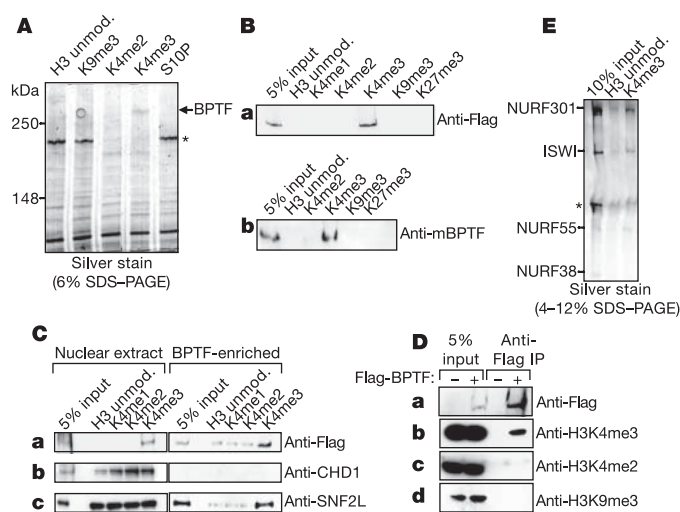 A
H3 unmod.
K9me3
K4me2
K4me3
S10P
kDa
250
148
BPTF
*
Silver stain
(6% SDS–PAGE)
B
5% input
H3 unmod.
K4me1
K4me2
K4me3
K9me3
K27me3
a
Anti-Flag
5% input
H3 unmod.
K4me2
K4me3
K9me3
K27me3
b
Anti-mBPTF
E
10% input
H3 unmod.
K4me3
NURF301
ISWI
*
NURF55
NURF38
Silver stain
(4–12% SDS–PAGE)
C
Nuclear extract
BPTF-enriched
5% input
H3 unmod.
K4me1
K4me2
K4me3
5% input
H3 unmod.
K4me1
K4me2
K4me3
a
Anti-Flag
b
Anti-CHD1
c
Anti-SNF2L
D
5%
input
Anti-
Flag IP
Flag-BPTF: – + – +
a
Anti-Flag
b
Anti-H3K4me3
c
Anti-H3K4me2
d
Anti-H3K9me3